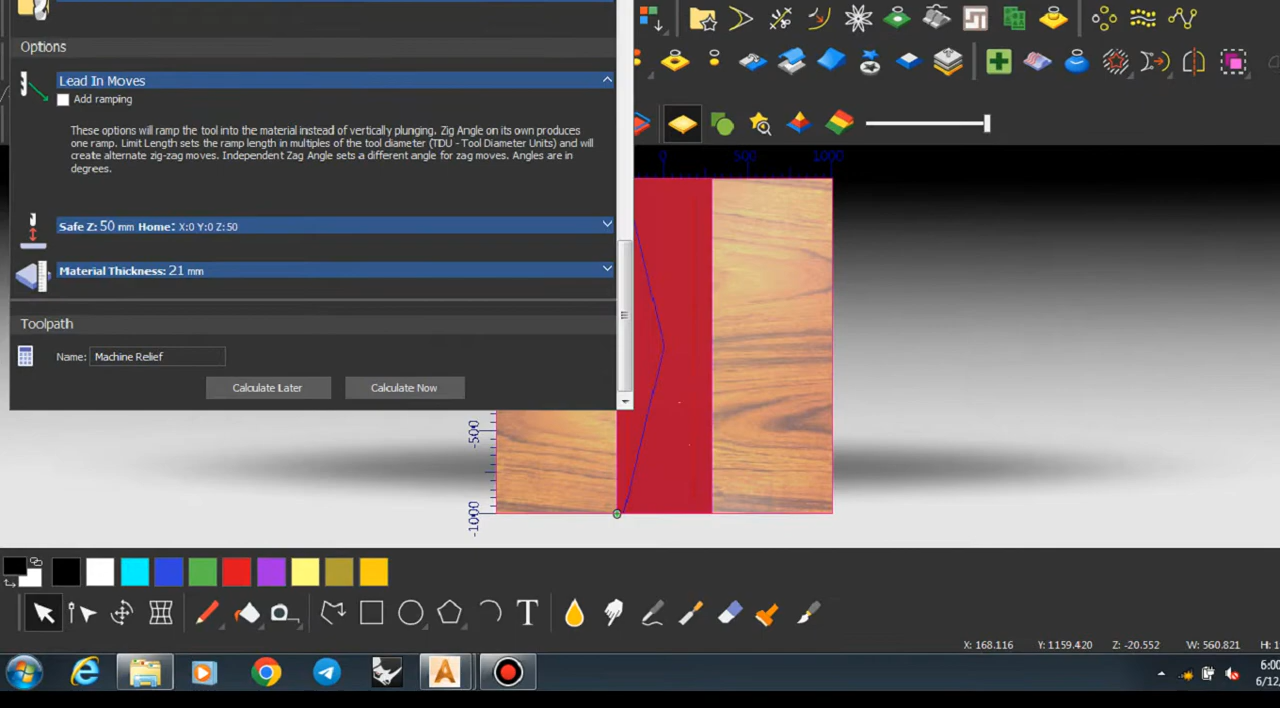 Options
Lead In Moves
Add ramping
These options will ramp the tool into the material instead of vertically plunging. Zig Angle on its own produces
one ramp. Limit Length sets the ramp length in multiples of the tool diameter (TDU - Tool Diameter Units) and will
create alternate zig-zag moves. Independent Zag Angle sets a different angle for zag moves. Angles are in
degrees.
Safe Z: 50 mm Home: X:0 Y:0 Z:50
Material Thickness: 21 mm
Toolpath
Name: Machine Relief
Calculate Later Calculate Now
0 500 1000
-500
-1000
X: 168.116 Y: 1159.420 Z: -20.552 W: 560.821 H: 1
6:00
6/12/